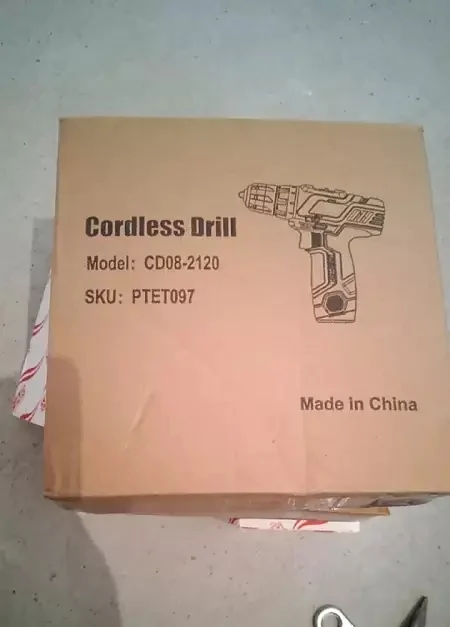 Cordless Drill
Model: CD08-2120
SKU: PTET097
Made in China